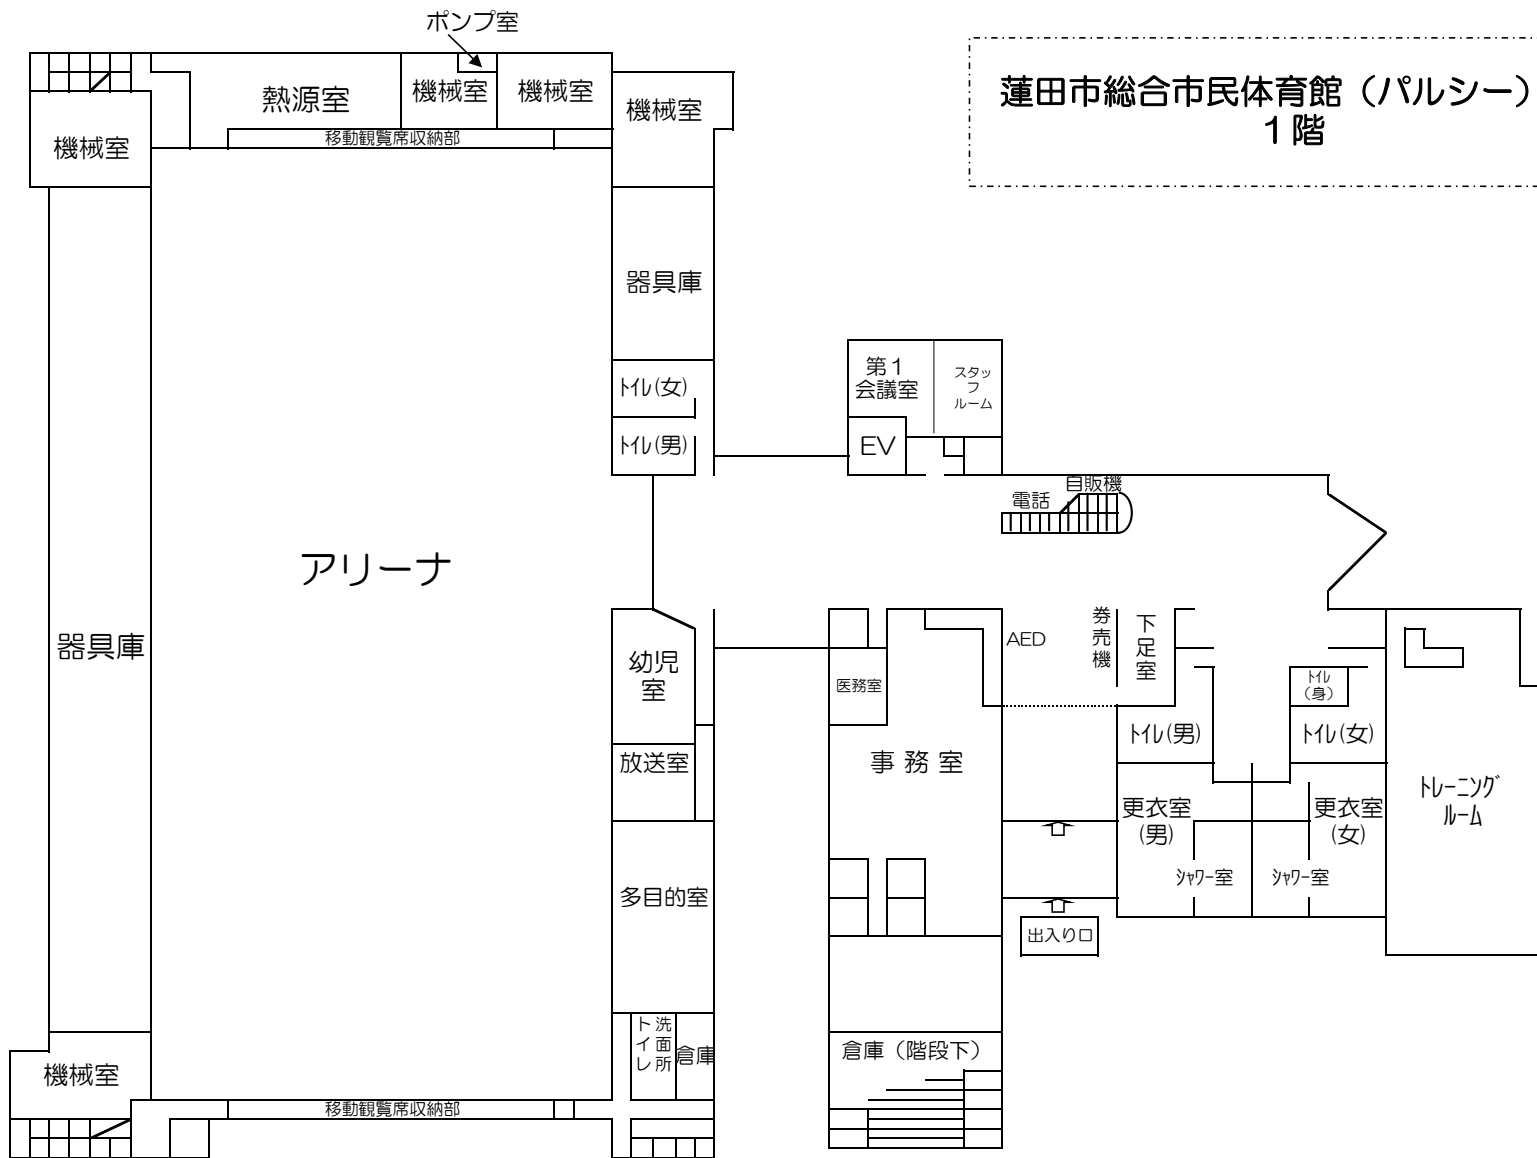 ポンプ室
蓮田市総合市民体育館（パルシー）
１階
熱源室
機械室
機械室
機械室
機械室
移動観覧席収納部
器具庫
ﾄｲﾚ(女)
ﾄｲﾚ(男)
第１
会議室
スタッ
フ
ルーム
EV
自販機
電話
アリーナ
器具庫
幼児
室
放送室
医務室
事 務 室
AED
券売機
下足室
ﾄｲﾚ
（身）
ﾄｲﾚ(男)
ﾄｲﾚ(女)
ﾄﾚｰﾆﾝｸﾞ
ﾙｰﾑ
更衣室
(男)
更衣室
(女)
ｼｬﾜｰ室
ｼｬﾜｰ室
多目的室
出入り口
洗面所
トイレ
倉庫
倉庫（階段下）
機械室
移動観覧席収納部